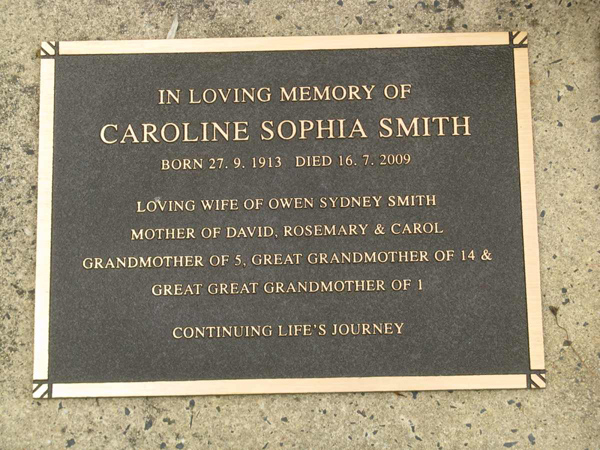 IN LOVING MEMORY OF
CAROLINE SOPHIA SMITH
BORN 27. 9. 1913 DIED 16. 7. 2009
LOVING WIFE OF OWEN SYDNEY SMITH
MOTHER OF DAVID, ROSEMARY & CAROL
GRANDMOTHER OF 5, GREAT GRANDMOTHER OF 14 &
GREAT GREAT GRANDMOTHER OF 1
CONTINUING LIFE'S JOURNEY